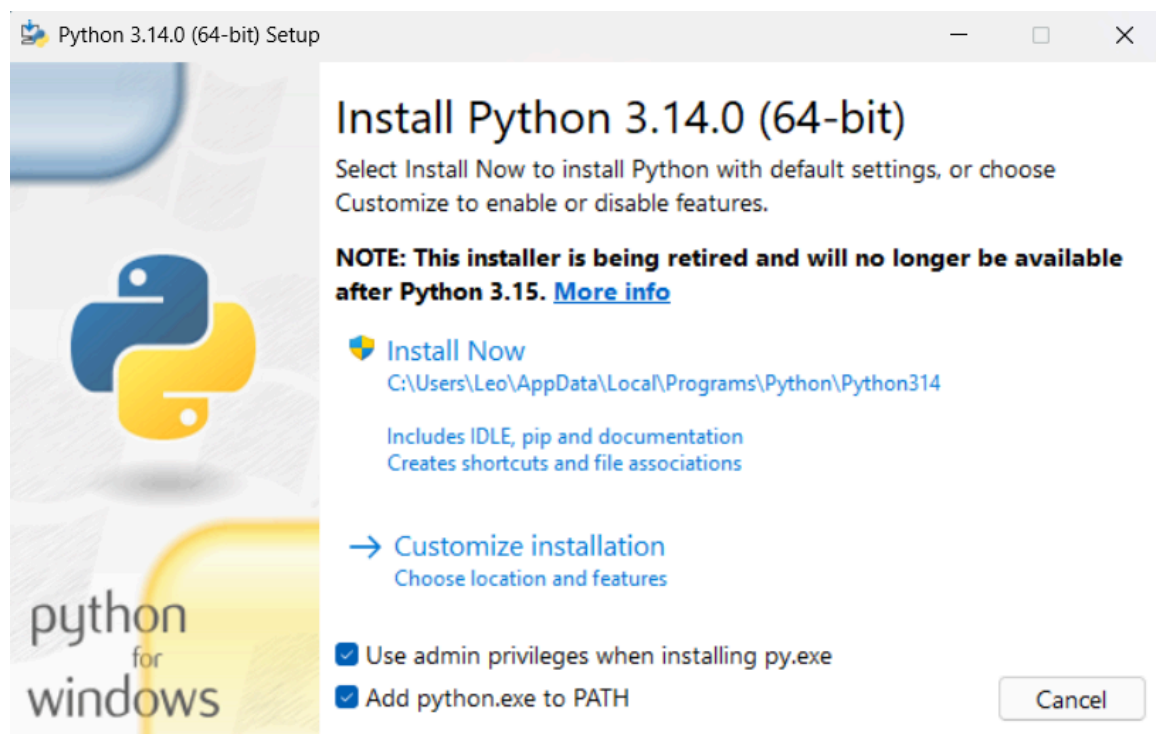 Python 3.14.0 (64-bit) Setup
Install Python 3.14.0 (64-bit)
Select Install Now to install Python with default settings, or choose
Customize to enable or disable features.
NOTE: This installer is being retired and will no longer be available
after Python 3.15. More info
Install Now
C:\Users\Leo\AppData\Local\Programs\Python\Python314
Includes IDLE, pip and documentation
Creates shortcuts and file associations
Customize installation
Choose location and features
python
for
windows
Use admin privileges when installing py.exe
Add python.exe to PATH
Cancel